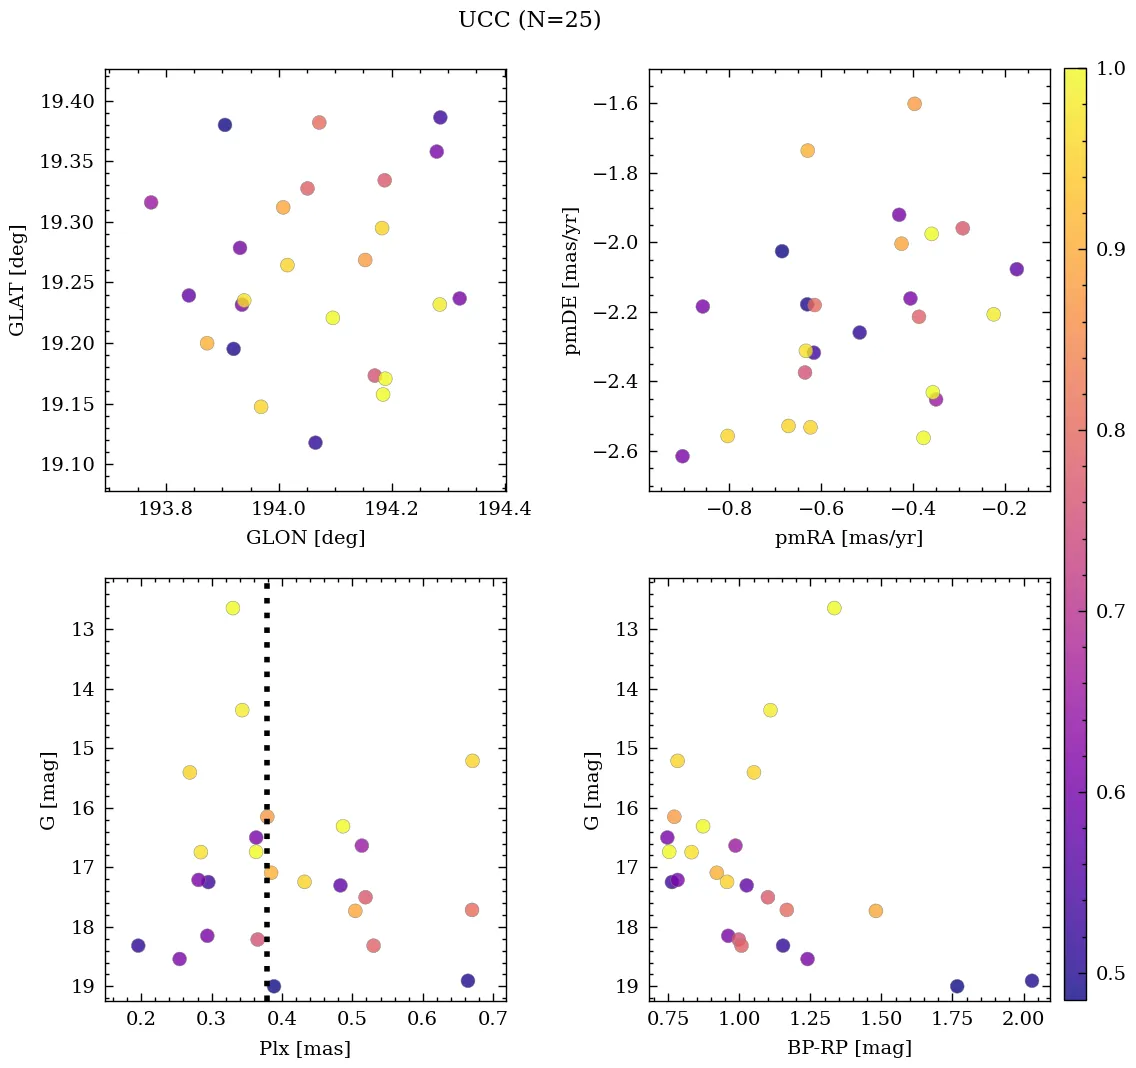 UCC (N=25)
19.40
19.35
19.30
19.25
19.20
19.15
19.10
GLAT [deg]
193.8 194.0 194.2 194.4
GLON [deg]
−1.6
−1.8
−2.0
−2.2
−2.4
−2.6
pmDE [mas/yr]
−0.8 −0.6 −0.4 −0.2
pmRA [mas/yr]
13
14
15
16
17
18
19
G [mag]
0.2 0.3 0.4 0.5 0.6 0.7
Plx [mas]
13
14
15
16
17
18
19
G [mag]
0.75 1.00 1.25 1.50 1.75 2.00
BP-RP [mag]
1.0
0.9
0.8
0.7
0.6
0.5